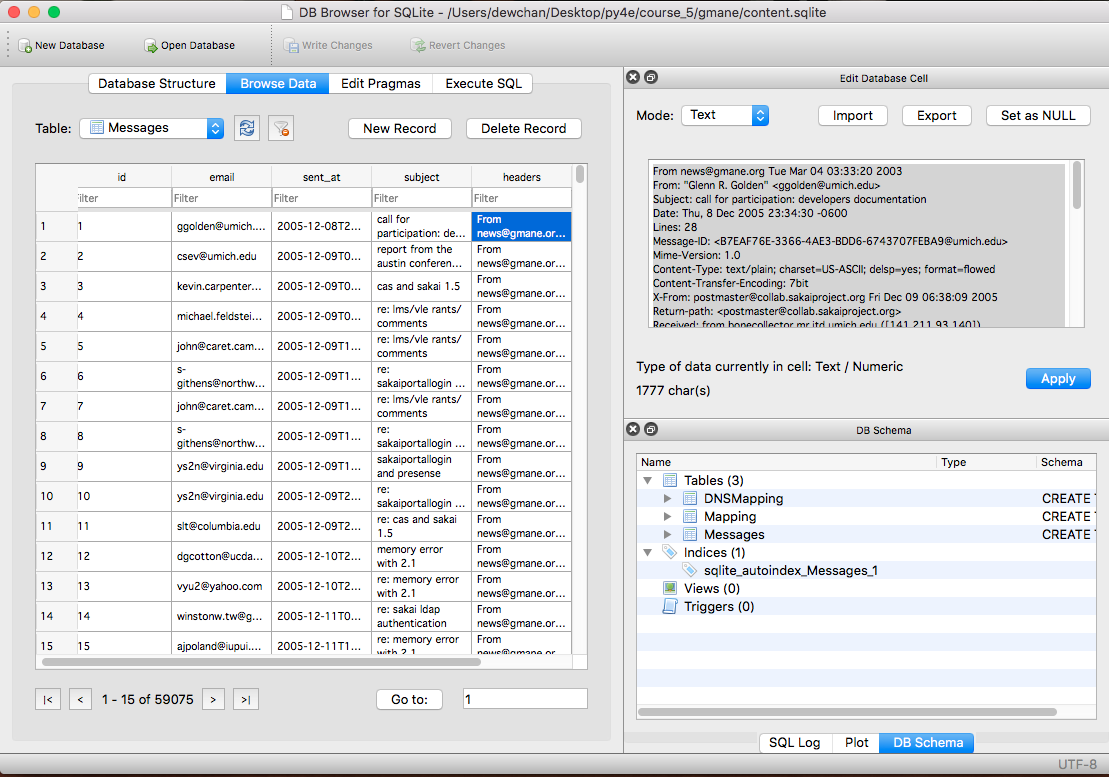 DB Browser for SQLite - /Users/dewchan/Desktop/py4e/course_5/gmane/content.sqlite
New Database Open Database Write Changes Revert Changes
Database Structure Browse Data Edit Pragmas Execute SQL
Table: Messages New Record Delete Record
id email sent_at subject headers
Filter Filter Filter Filter Filter
1 1 ggolden@umich.... 2005-12-08T2... call for participation: de... From news@gmane.or...
2 2 csev@umich.edu 2005-12-09T0... report from the austin conferen... From news@gmane.or...
3 3 kevin.carpenter... 2005-12-09T0... cas and sakai 1.5 From news@gmane.or...
4 4 michael.feldstei... 2005-12-09T0... re: lms/vle rants/comments From news@gmane.or...
5 5 john@caret.cam... 2005-12-09T1... re: lms/vle rants/comments From news@gmane.or...
6 6 s-githens@northw... 2005-12-09T1... re: sakaiportallogin ... From news@gmane.or...
7 7 john@caret.cam... 2005-12-09T1... re: lms/vle rants/comments From news@gmane.or...
8 8 s-githens@northw... 2005-12-09T1... re: sakaiportallogin ... From news@gmane.or...
9 9 ys2n@virginia.edu 2005-12-09T1... sakaiportallogin and presense From news@gmane.or...
10 10 ys2n@virginia.edu 2005-12-09T2... re: sakaiportallogin ... From news@gmane.or...
11 11 slt@columbia.edu 2005-12-09T2... re: cas and sakai 1.5 From news@gmane.or...
12 12 dgcotton@ucda... 2005-12-10T2... memory error with 2.1 From news@gmane.or...
13 13 vyu2@yahoo.com 2005-12-10T2... re: memory error with 2.1 From news@gmane.or...
14 14 winstonw.tw@g... 2005-12-11T0... re: sakai ldap authentication From news@gmane.or...
15 15 ajpoland@iupui.... 2005-12-11T1... re: memory error with 2.1 From news@gmane.or...
|< < 1 - 15 of 59075 > >| Go to: 1
Edit Database Cell
Mode: Text Import Export Set as NULL
From news@gmane.org Tue Mar 04 03:33:20 2003
From: "Glenn R. Golden" <ggolden@umich.edu>
Subject: call for participation: developers documentation
Date: Thu, 8 Dec 2005 23:34:30 -0600
Lines: 28
Message-ID: <B7EAF76E-3366-4AE3-BDD6-6743707FEBA9@umich.edu>
Mime-Version: 1.0
Content-Type: text/plain; charset=US-ASCII; delsp=yes; format=flowed
Content-Transfer-Encoding: 7bit
X-From: postmaster@collab.sakaiproject.org Fri Dec 09 06:38:09 2005
Return-path: <postmaster@collab.sakaiproject.org>
Received: from bonecollector.mr.itd.umich.edu ([141.211.93.140])
Type of data currently in cell: Text / Numeric
1777 char(s)
Apply
DB Schema
Name Type Schema
Tables (3)
DNSMapping CREATE
Mapping CREATE
Messages CREATE
Indices (1)
sqlite_autoindex_Messages_1
Views (0)
Triggers (0)
SQL Log Plot DB Schema
UTF-8